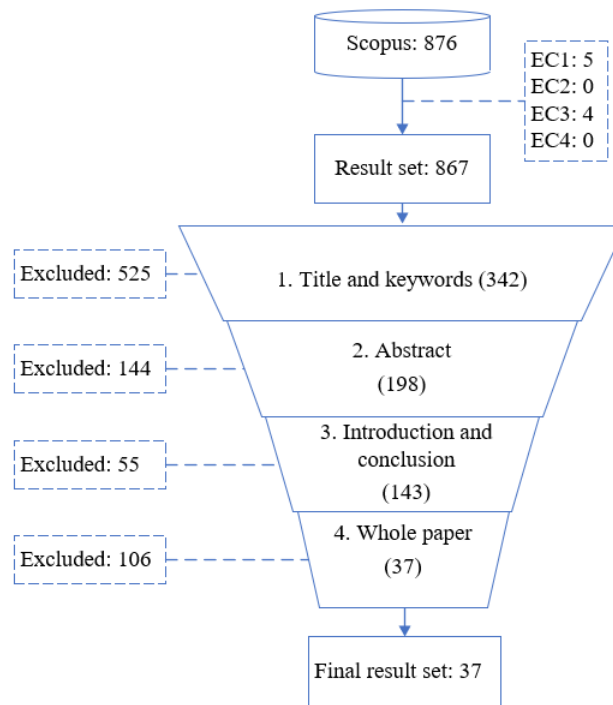 Scopus: 876
EC1: 5
EC2: 0
EC3: 4
EC4: 0
Result set: 867
Excluded: 525
1. Title and keywords (342)
Excluded: 144
2. Abstract
(198)
Excluded: 55
3. Introduction and
conclusion
(143)
Excluded: 106
4. Whole paper
(37)
Final result set: 37